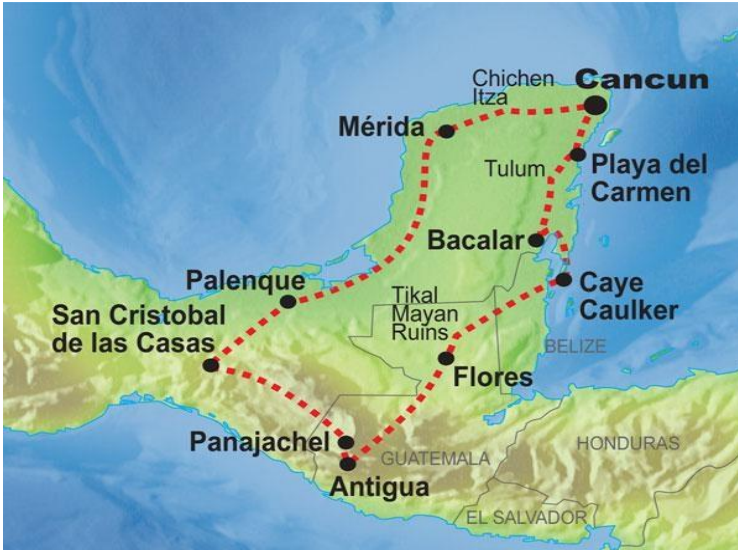 Chichen
Itza
Cancun
Mérida
Tulum
Playa del
Carmen
Bacalar
Palenque
Tikal
Mayan
Ruins
Caye
Caulker
San Cristobal
de las Casas
BELIZE
Flores
Panajachel
GUATEMALA
HONDURAS
Antigua
EL SALVADOR